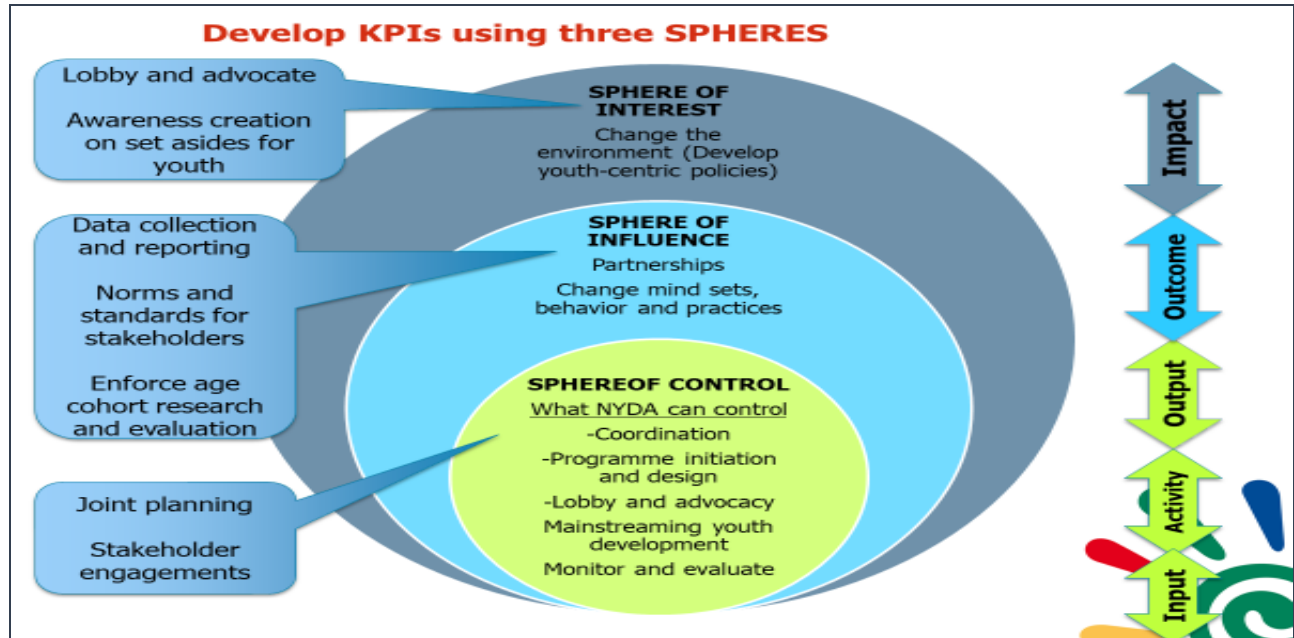 Develop KPIs using three SPHERES
Lobby and advocate
Awareness creation
on set asides for
youth
Data collection
and reporting
Norms and
standards for
stakeholders
Enforce age
cohort research
and evaluation
Joint planning
Stakeholder
engagements
SPHERE OF
INTEREST
Change the
environment (Develop
youth-centric policies)
SPHERE OF
INFLUENCE
Partnerships
Change mind sets,
behavior and practices
SPHEREOF CONTROL
What NYDA can control
-Coordination
-Programme initiation
and design
-Lobby and advocacy
Mainstreaming youth
development
Monitor and evaluate
Impact
Outcome
Output
Activity
Input